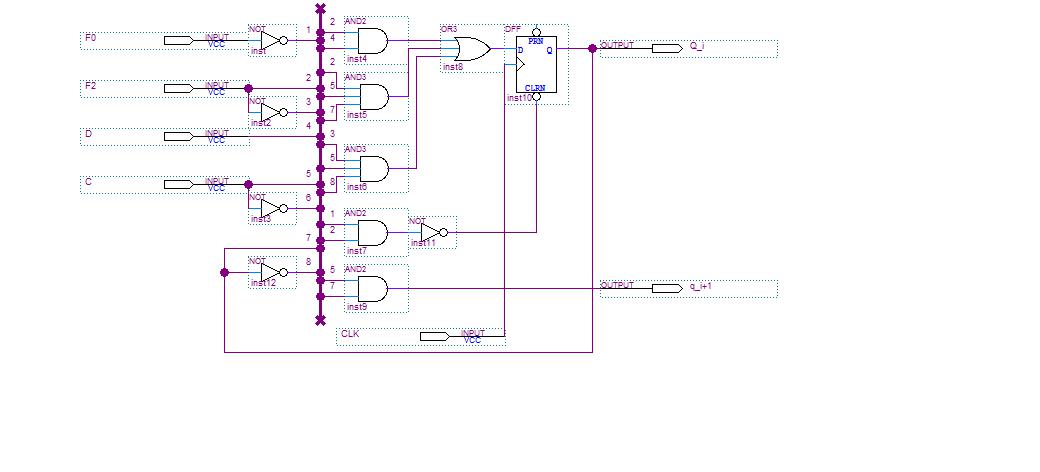 F0
INPUT
VCC
NOT
inst
1
2
4
AND2
inst4
OR3
inst8
DFF
PRN
D
Q
CLRN
inst10
OUTPUT
Q_i
F2
INPUT
VCC
NOT
inst2
2
3
2
5
7
AND3
inst5
D
INPUT
VCC
4
3
5
8
AND3
inst6
C
INPUT
VCC
NOT
inst3
5
6
1
2
AND2
inst7
NOT
inst11
7
NOT
inst12
8
5
7
AND2
inst9
OUTPUT
q_i+1
CLK
INPUT
VCC